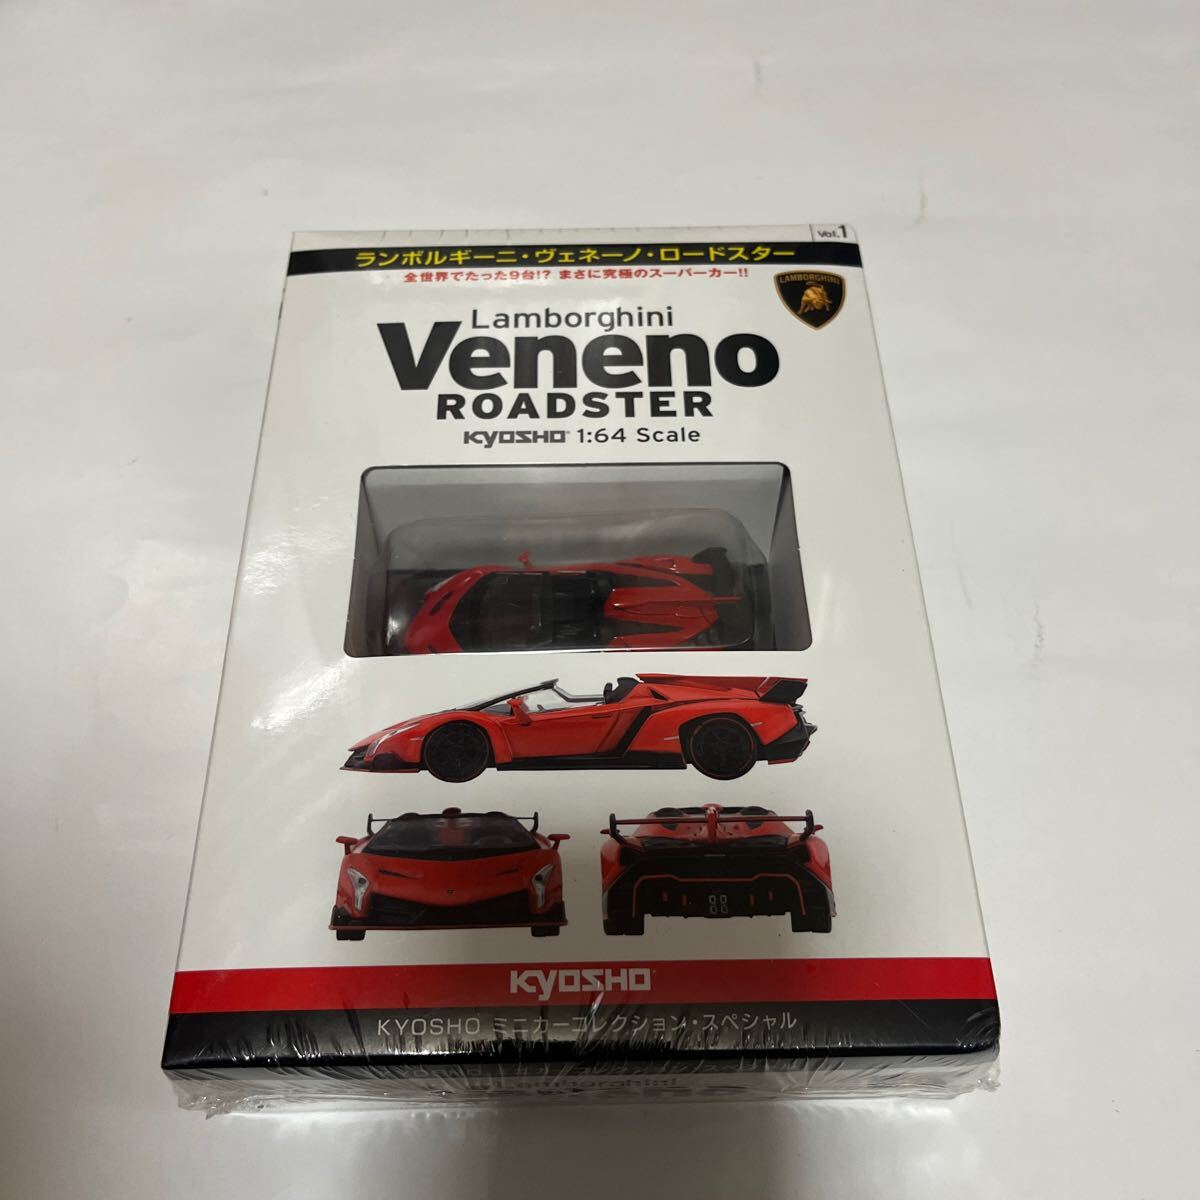 Vol.1
ランボルギーニ・ヴェネーノ・ロードスター
全世界でたった9台!? まさに究極のスーパーカー!!
LAMBORGHINI
Lamborghini
Veneno
ROADSTER
KYOSHO 1:64 Scale
KYOSHO
KYOSHO ミニカーコレクション・スペシャル
Lamborghini